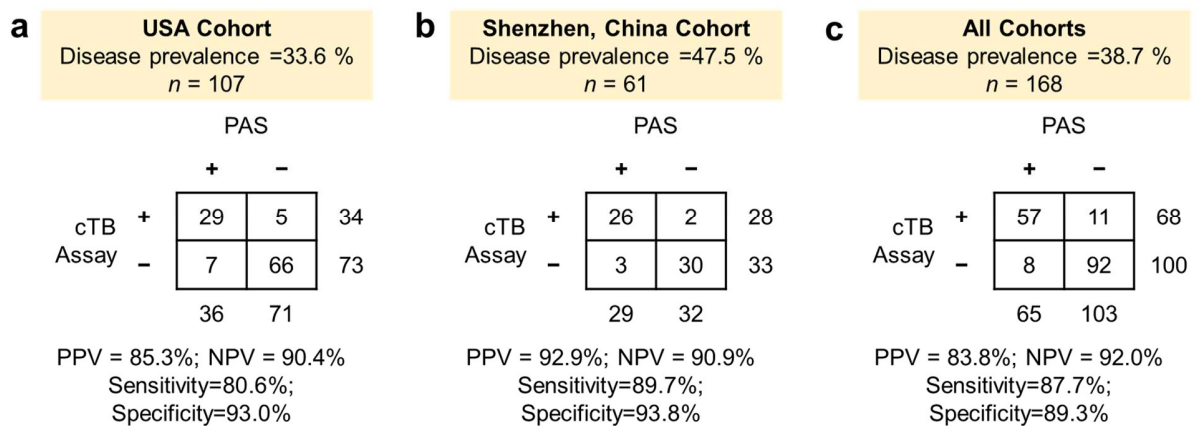 a
USA Cohort
Disease prevalence =33.6 %
n = 107
PAS
+ −
cTB + 29 5 34
Assay − 7 66 73
36 71
PPV = 85.3%; NPV = 90.4%
Sensitivity=80.6%;
Specificity=93.0%
b
Shenzhen, China Cohort
Disease prevalence =47.5 %
n = 61
PAS
+ −
cTB + 26 2 28
Assay − 3 30 33
29 32
PPV = 92.9%; NPV = 90.9%
Sensitivity=89.7%;
Specificity=93.8%
c
All Cohorts
Disease prevalence =38.7 %
n = 168
PAS
+ −
cTB + 57 11 68
Assay − 8 92 100
65 103
PPV = 83.8%; NPV = 92.0%
Sensitivity=87.7%;
Specificity=89.3%